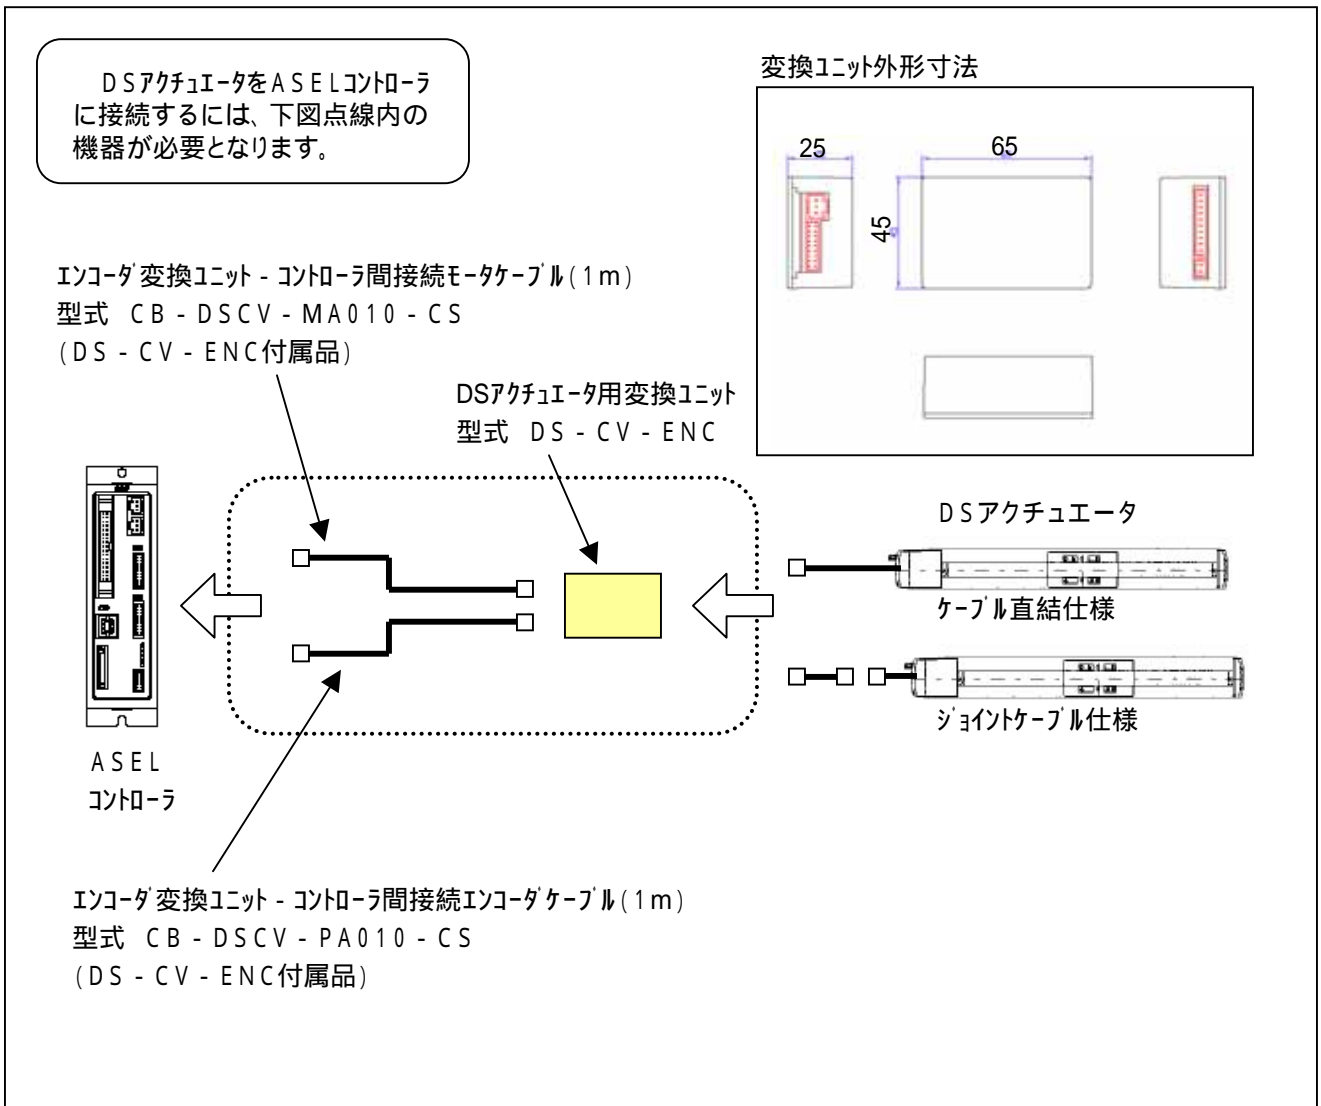 DSアクチュエータをASELコントローラ
に接続するには、下図点線内の
機器が必要となります。
変換ユニット外形寸法
25
65
45
エンコーダ変換ユニット - コントローラ間接続モータケーブル(1m)
型式 CB - DSCV - MA010 - CS
(DS - CV - ENC付属品)
DSアクチュエータ用変換ユニット
型式 DS - CV - ENC
DSアクチュエータ
ケーブル直結仕様
ジョイントケーブル仕様
ASEL
コントローラ
エンコーダ変換ユニット - コントローラ間接続エンコーダケーブル(1m)
型式 CB - DSCV - PA010 - CS
(DS - CV - ENC付属品)